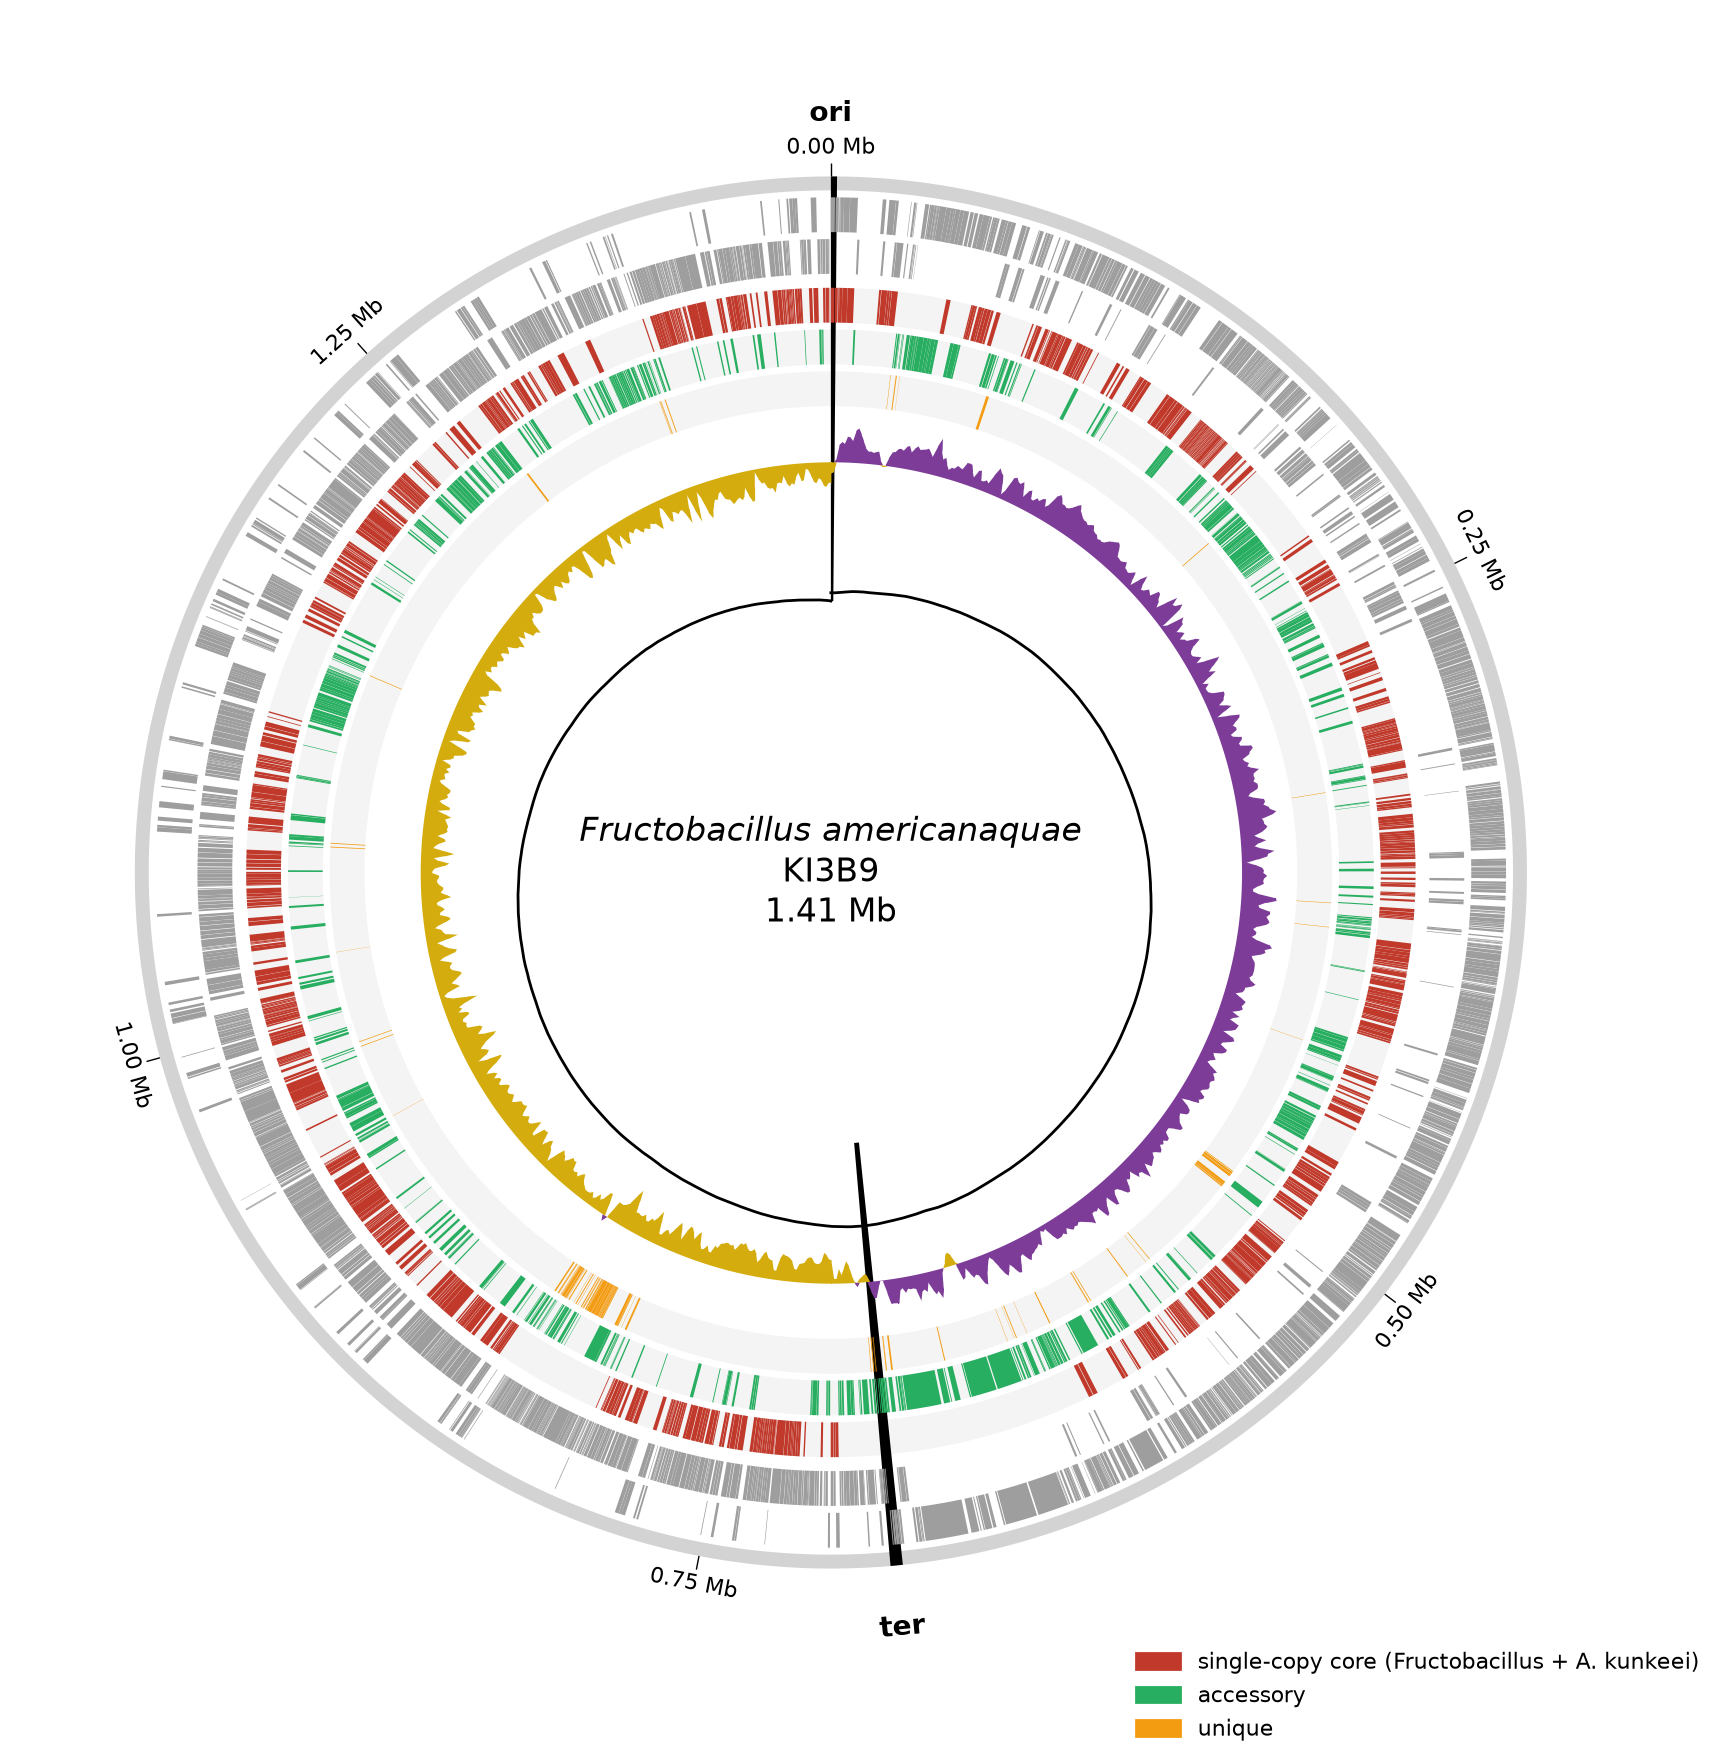 ori
0.00 Mb
0.25 Mb
0.50 Mb
0.75 Mb
1.00 Mb
1.25 Mb
Fructobacillus americanaquae
KI3B9
1.41 Mb
ter
single-copy core (Fructobacillus + A. kunkeei)
accessory
unique